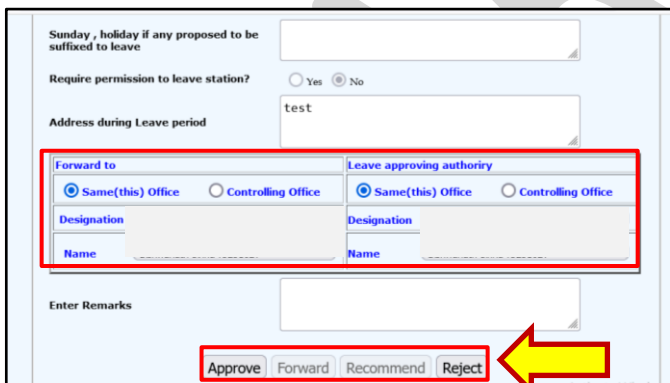 Sunday , holiday if any proposed to be
suffixed to leave
Require permission to leave station?
Yes
No
Address during Leave period
test
Forward to
Leave approving authoriry
Same(this) Office
Controlling Office
Same(this) Office
Controlling Office
Designation
Designation
Name
Name
Enter Remarks
Approve
Forward
Recommend
Reject